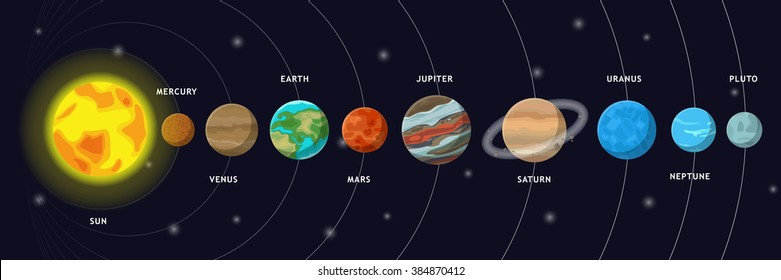 MERCURY
EARTH
JUPITER
URANUS
PLUTO
VENUS
MARS
SATURN
NEPTUNE
SUN
shutterstock.com · 384870412